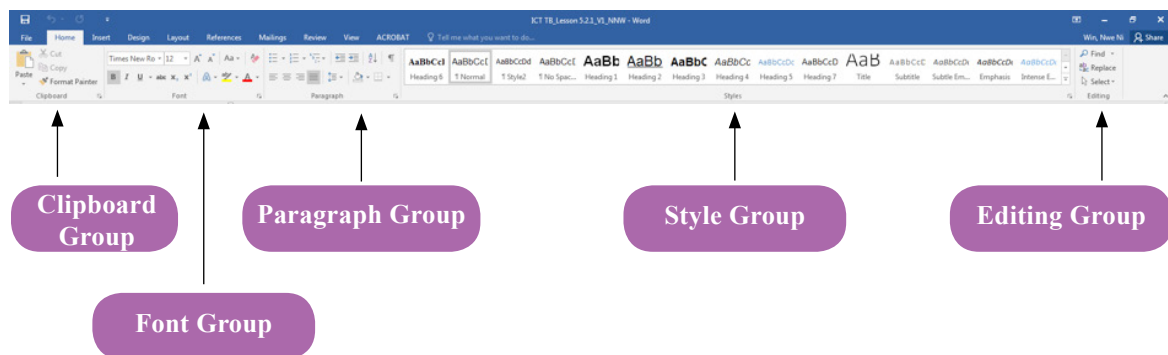 ICT TB_Lesson 5.2.1_V1_NNW - Word
File Home Insert Design Layout References Mailings Review View ACROBAT Tell me what you want to do... Win, Nwe Ni Share
Cut
Copy
Format Painter
Paste
Clipboard
Times New Ro 12
Font
Paragraph
AaBbCcI AaBbCcI AaBbCcDd AaBbCcI AaBb AaBb AaBbC AaBbCc AaBbCcDc AaBbCcD AaB AaBbCcC AaBbCcDi AaBbCcDi AaBbCcDi
Heading 6 ¶ Normal ¶ Style2 ¶ No Spac... Heading 1 Heading 2 Heading 3 Heading 4 Heading 5 Heading 7 Title Subtitle Subtle Em... Emphasis Intense E...
Styles
Find
Replace
Select
Editing
Clipboard
Group
Paragraph Group
Style Group
Editing Group
Font Group